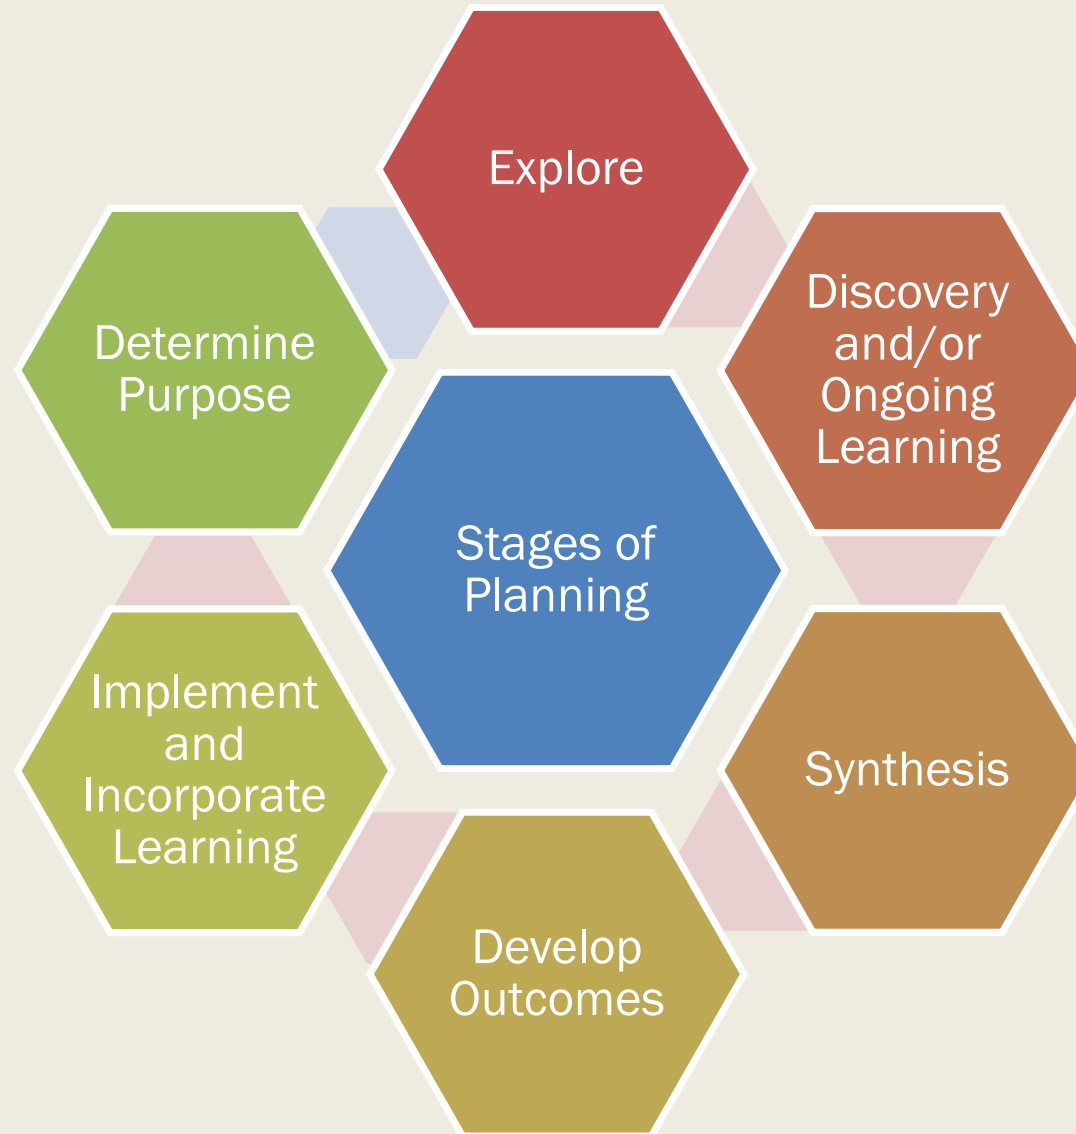 Explore
Discovery
and/or
Ongoing
Learning
Determine
Purpose
Stages of
Planning
Implement
and
Incorporate
Learning
Synthesis
Develop
Outcomes